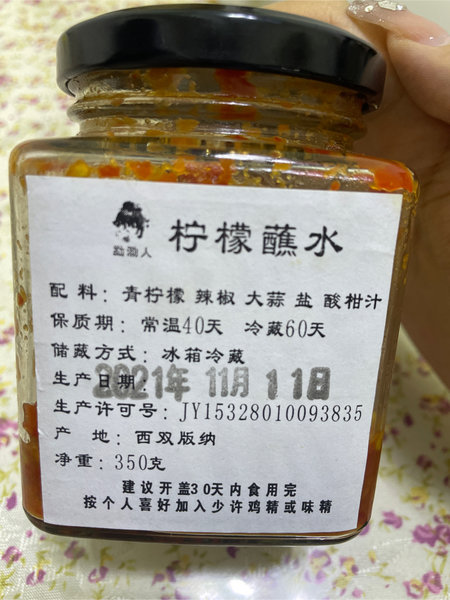 柠檬蘸水
配料：青柠檬 辣椒 大蒜 盐 酸柑汁
保质期：常温40天 冷藏60天
储藏方式：冰箱冷藏
生产日期：2021年 11月 11日
生产许可号：JY15328010093835
产 地：西双版纳
净重：350克
建议开盖30天内食用完
按个人喜好加入少许鸡精或味精